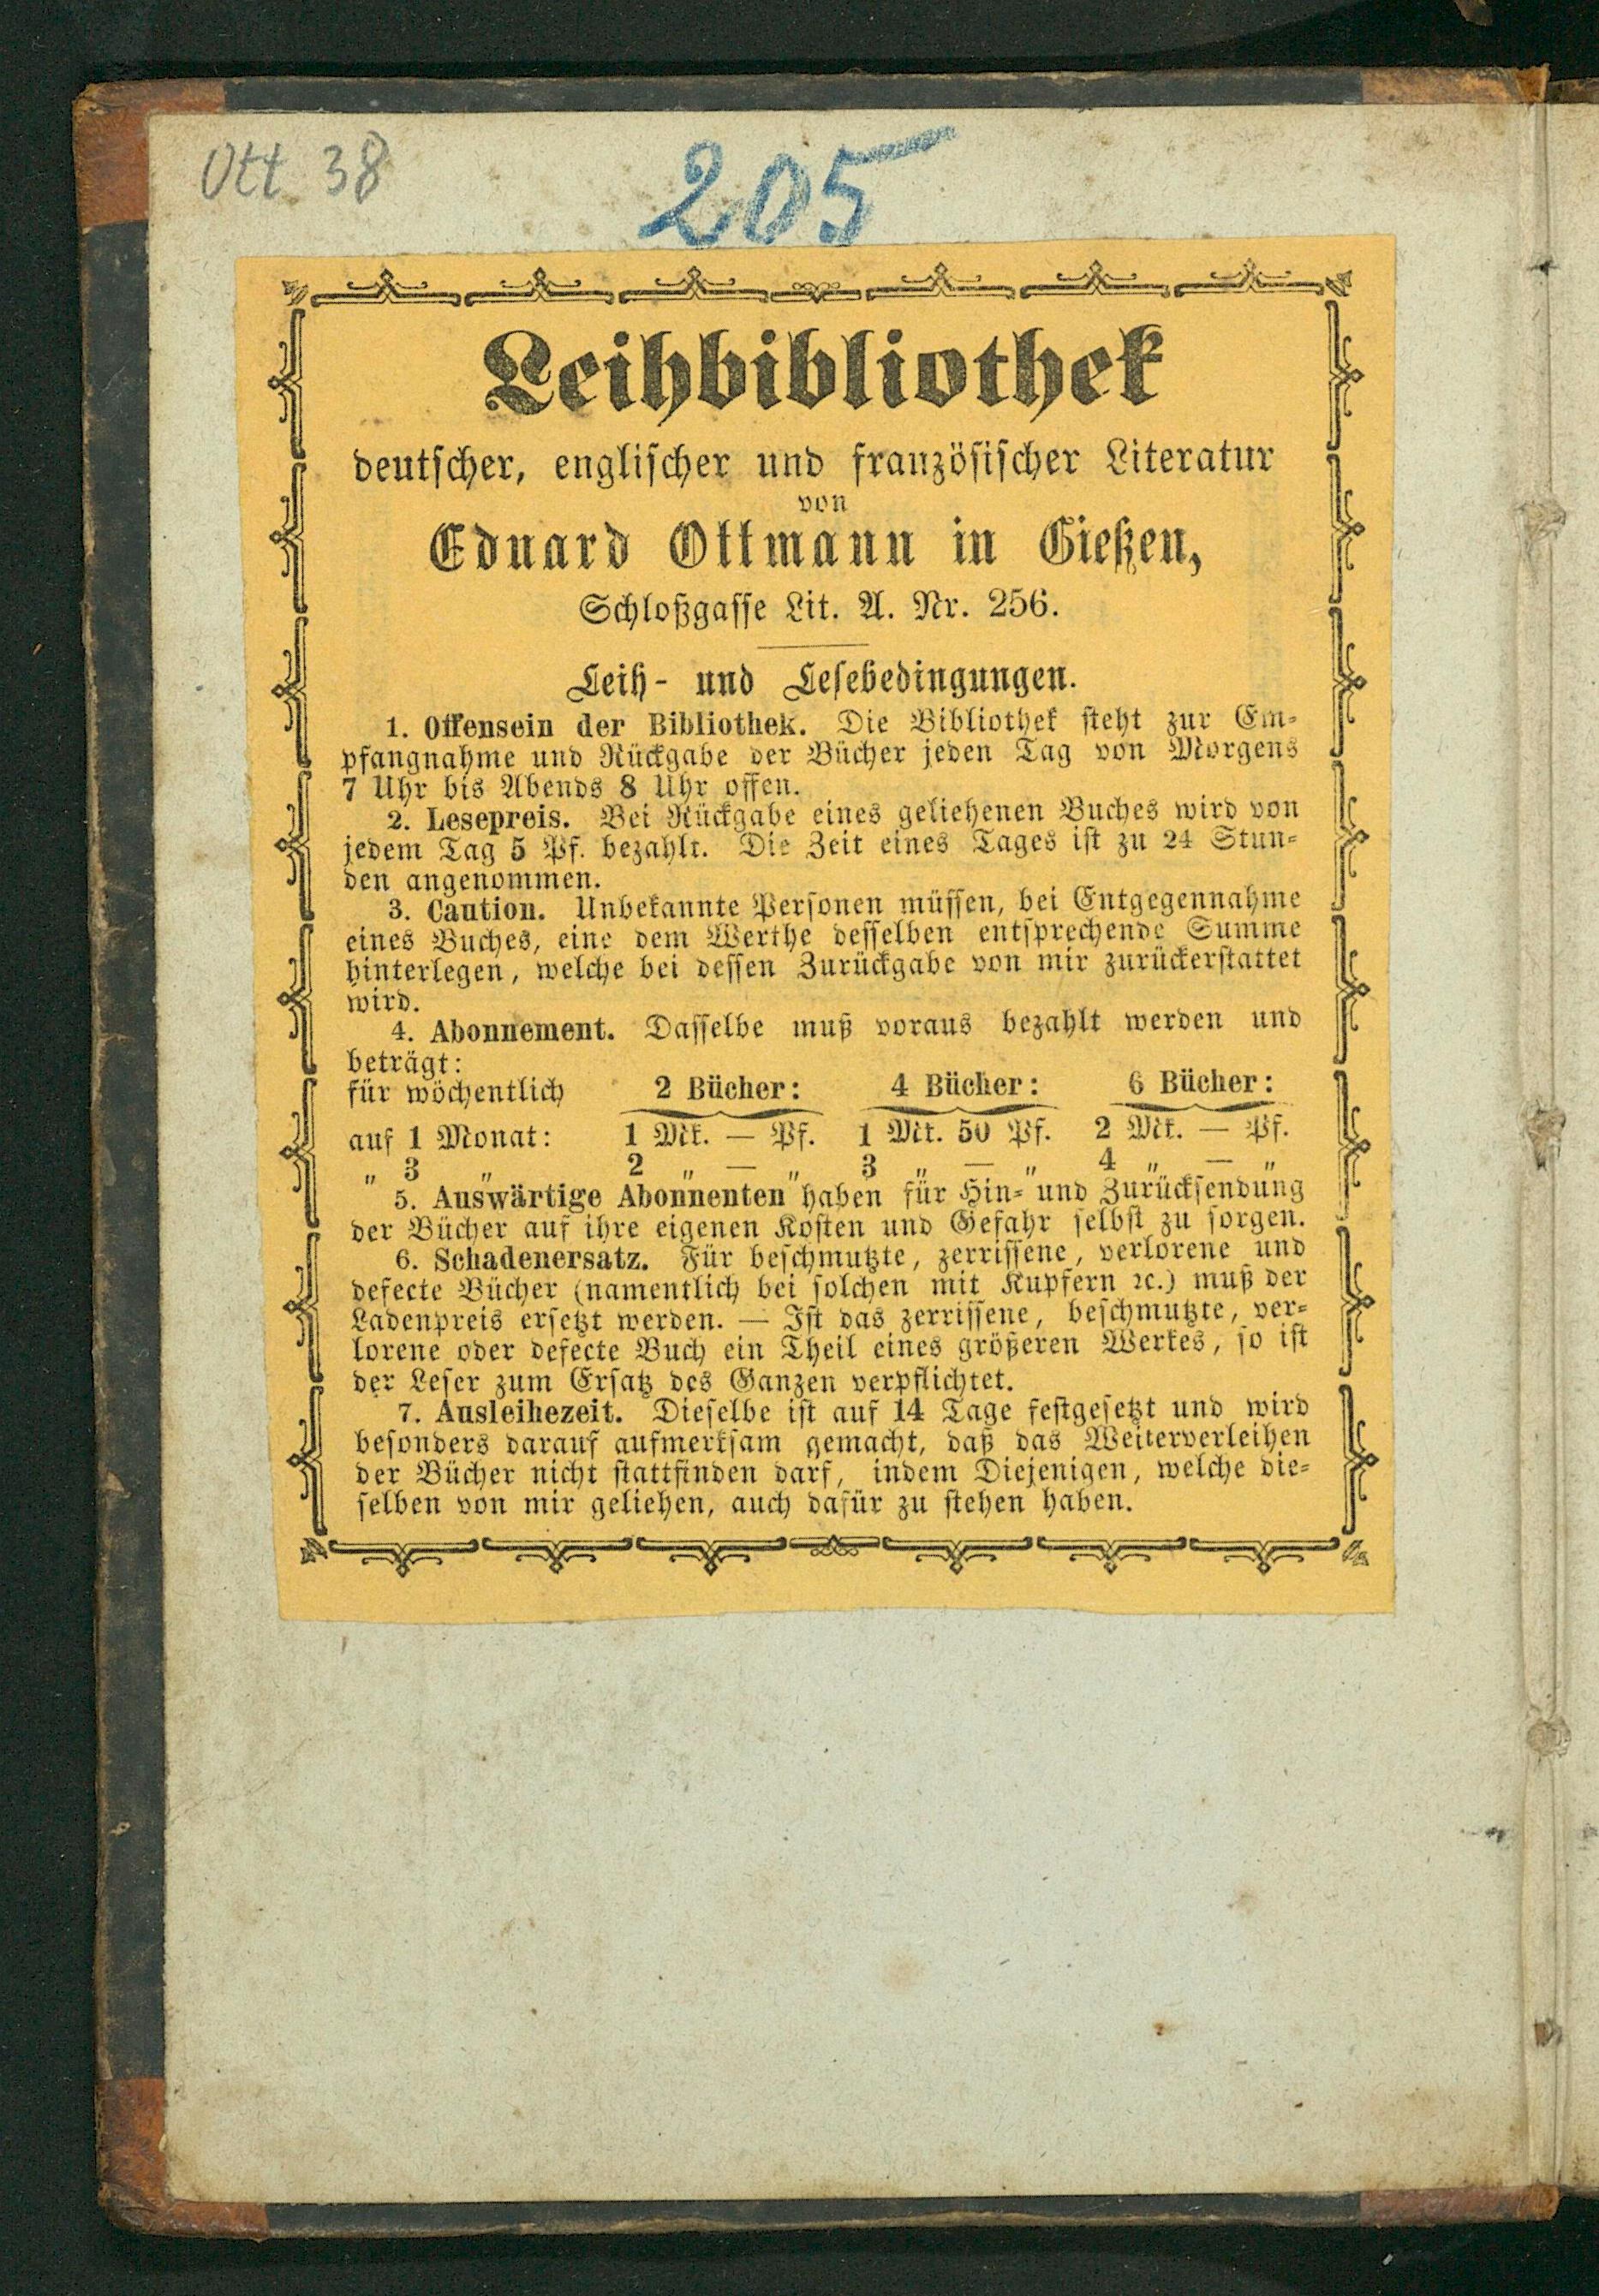 Ott 38
205
Leihbibliothek
deutscher, englischer und französischer Literatur
von
Eduard Ottmann in Gießen,
Schloßgasse Lit. A. Nr. 256.
Leih- und Lesebedingungen.
1. Offensein der Bibliothek. Die Bibliothek steht zur Em-
pfangnahme und Rückgabe der Bücher jeden Tag von Morgens
7 Uhr bis Abends 8 Uhr offen.
2. Lesepreis. Bei Rückgabe eines geliehenen Buches wird von
jedem Tag 5 Pf. bezahlt. Die Zeit eines Tages ist zu 24 Stun-
den angenommen.
3. Caution. Unbekannte Personen müssen, bei Entgegennahme
eines Buches, eine dem Werthe desselben entsprechende Summe
hinterlegen, welche bei dessen Zurückgabe von mir zurückerstattet
wird.
4. Abonnement. Dasselbe muß voraus bezahlt werden und
beträgt:
für wöchentlich 2 Bücher: 4 Bücher: 6 Bücher:
auf 1 Monat: 1 Mk. — Pf. 1 Mk. 50 Pf. 2 Mk. — Pf.
" 3 " 2 " — " 3 " — " 4 " — "
5. Auswärtige Abonnenten haben für Hin- und Zurücksendung
der Bücher auf ihre eigenen Kosten und Gefahr selbst zu sorgen.
6. Schadenersatz. Für beschmutzte, zerrissene, verlorene und
defecte Bücher (namentlich bei solchen mit Kupfern ꝛc.) muß der
Ladenpreis ersetzt werden. — Ist das zerrissene, beschmutzte, ver-
lorene oder defecte Buch ein Theil eines größeren Werkes, so ist
der Leser zum Ersatz des Ganzen verpflichtet.
7. Ausleihezeit. Dieselbe ist auf 14 Tage festgesetzt und wird
besonders darauf aufmerksam gemacht, daß das Weiterverleihen
der Bücher nicht stattfinden darf, indem Diejenigen, welche die-
selben von mir geliehen, auch dafür zu stehen haben.